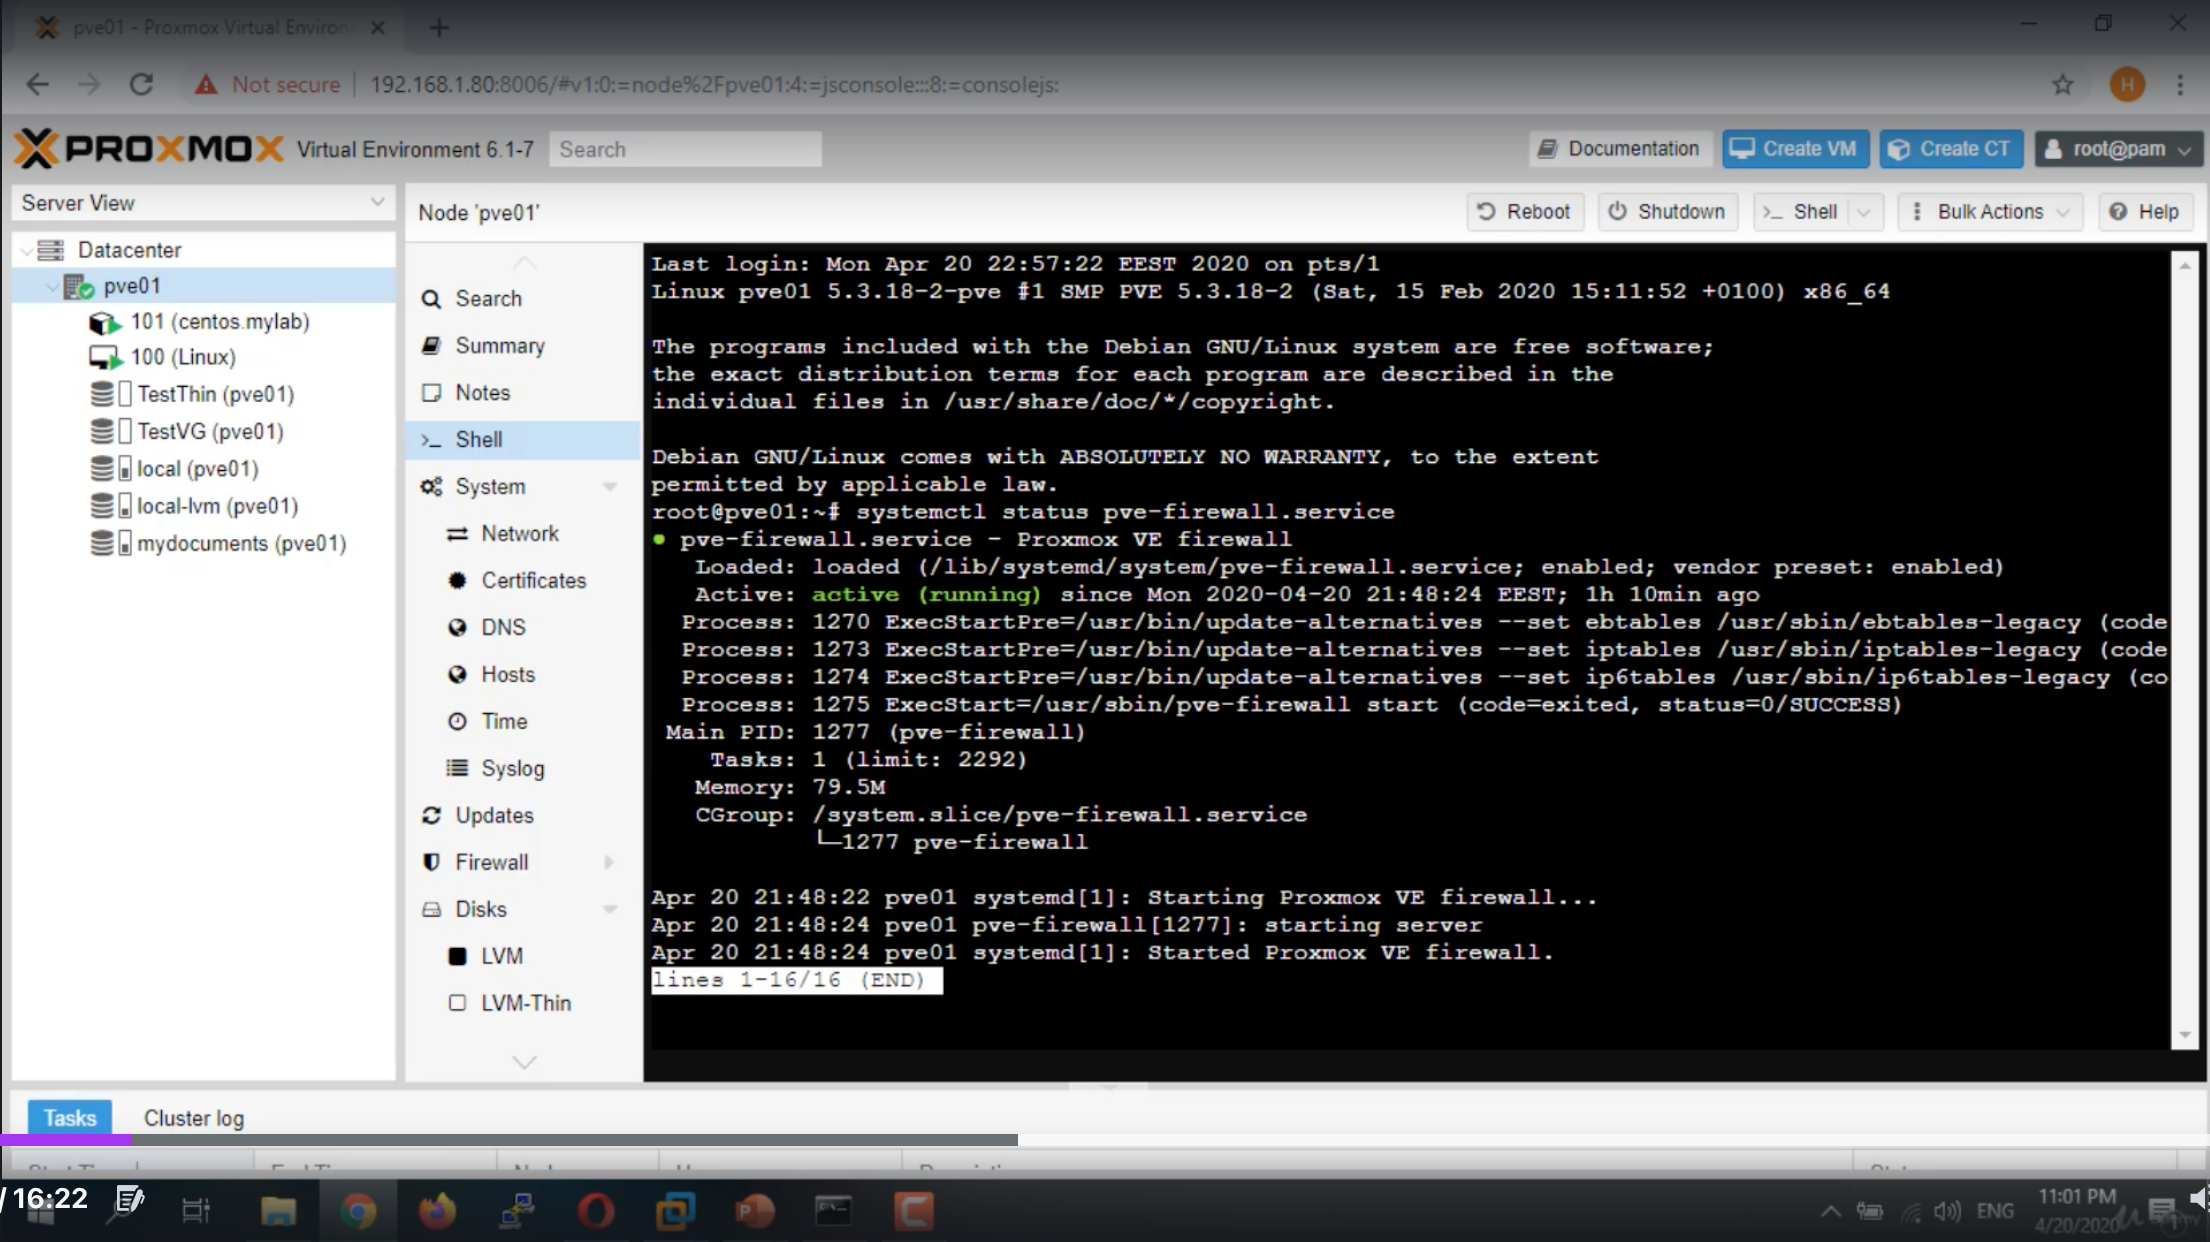 pve01 - Proxmox Virtual Environ
Not secure
192.168.1.80:8006/#v1:0:=node%2Fpve01:4:=jsconsole:::8:=consolejs:
H
PROXMOX Virtual Environment 6.1-7
Search
Documentation
Create VM
Create CT
root@pam
Server View
Node 'pve01'
Reboot
Shutdown
>_ Shell
Bulk Actions
Help
Datacenter
pve01
101 (centos.mylab)
100 (Linux)
TestThin (pve01)
TestVG (pve01)
local (pve01)
local-lvm (pve01)
mydocuments (pve01)
Search
Summary
Notes
>_ Shell
System
Network
Certificates
DNS
Hosts
Time
Syslog
Updates
Firewall
Disks
LVM
LVM-Thin
Last login: Mon Apr 20 22:57:22 EEST 2020 on pts/1
Linux pve01 5.3.18-2-pve #1 SMP PVE 5.3.18-2 (Sat, 15 Feb 2020 15:11:52 +0100) x86_64
The programs included with the Debian GNU/Linux system are free software;
the exact distribution terms for each program are described in the
individual files in /usr/share/doc/*/copyright.
Debian GNU/Linux comes with ABSOLUTELY NO WARRANTY, to the extent
permitted by applicable law.
root@pve01:~# systemctl status pve-firewall.service
● pve-firewall.service - Proxmox VE firewall
Loaded: loaded (/lib/systemd/system/pve-firewall.service; enabled; vendor preset: enabled)
Active: active (running) since Mon 2020-04-20 21:48:24 EEST; 1h 10min ago
Process: 1270 ExecStartPre=/usr/bin/update-alternatives --set ebtables /usr/sbin/ebtables-legacy (code
Process: 1273 ExecStartPre=/usr/bin/update-alternatives --set iptables /usr/sbin/iptables-legacy (code
Process: 1274 ExecStartPre=/usr/bin/update-alternatives --set ip6tables /usr/sbin/ip6tables-legacy (co
Process: 1275 ExecStart=/usr/sbin/pve-firewall start (code=exited, status=0/SUCCESS)
Main PID: 1277 (pve-firewall)
Tasks: 1 (limit: 2292)
Memory: 79.5M
CGroup: /system.slice/pve-firewall.service
└─1277 pve-firewall
Apr 20 21:48:22 pve01 systemd[1]: Starting Proxmox VE firewall...
Apr 20 21:48:24 pve01 pve-firewall[1277]: starting server
Apr 20 21:48:24 pve01 systemd[1]: Started Proxmox VE firewall.
lines 1-16/16 (END)
Tasks
Cluster log
/ 16:22
ENG
11:01 PM
4/20/2020